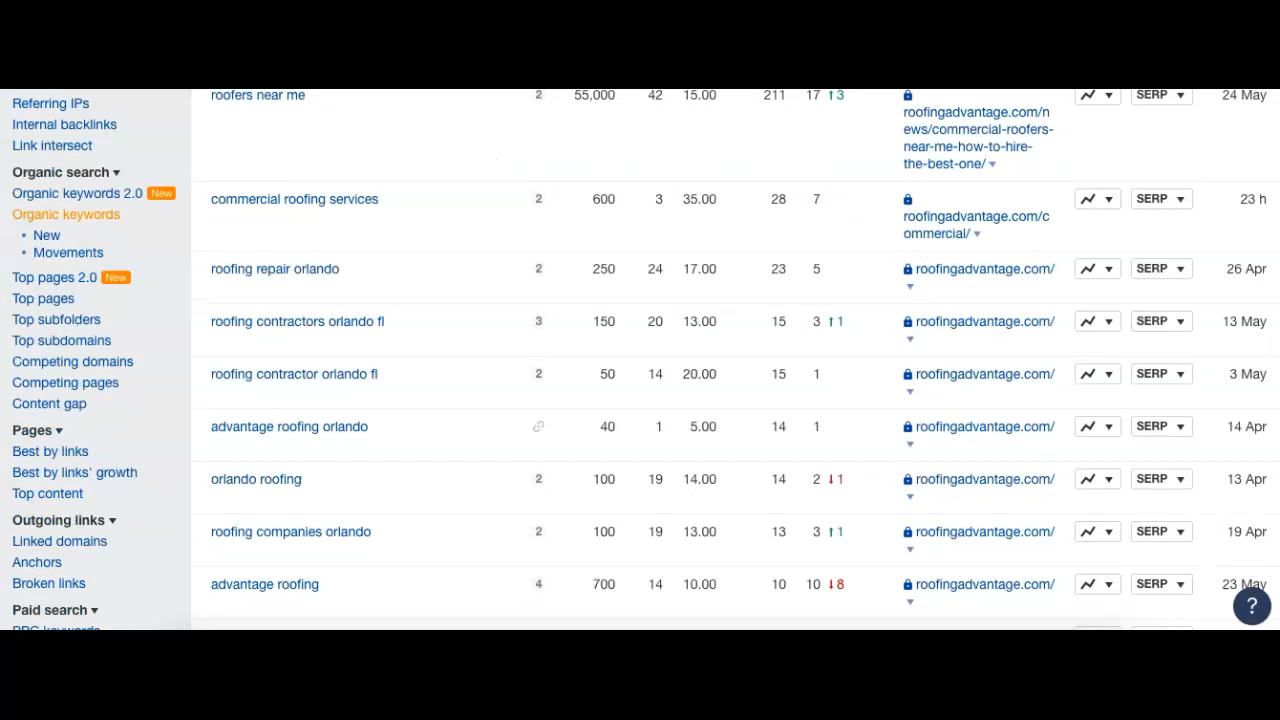 Referring IPs
Internal backlinks
Link intersect
Organic search
Organic keywords 2.0 New
Organic keywords
• New
• Movements
Top pages 2.0 New
Top pages
Top subfolders
Top subdomains
Competing domains
Competing pages
Content gap
Pages
Best by links
Best by links' growth
Top content
Outgoing links
Linked domains
Anchors
Broken links
Paid search
roofers near me 2 55,000 42 15.00 211 17 ↑3 SERP 24 May
roofingadvantage.com/n
ews/commercial-roofers-
near-me-how-to-hire-
the-best-one/
commercial roofing services 2 600 3 35.00 28 7 SERP 23 h
roofingadvantage.com/c
ommercial/
roofing repair orlando 2 250 24 17.00 23 5 roofingadvantage.com/ SERP 26 Apr
roofing contractors orlando fl 3 150 20 13.00 15 3 ↑1 roofingadvantage.com/ SERP 13 May
roofing contractor orlando fl 2 50 14 20.00 15 1 roofingadvantage.com/ SERP 3 May
advantage roofing orlando 40 1 5.00 14 1 roofingadvantage.com/ SERP 14 Apr
orlando roofing 2 100 19 14.00 14 2 ↓1 roofingadvantage.com/ SERP 13 Apr
roofing companies orlando 2 100 19 13.00 13 3 ↑1 roofingadvantage.com/ SERP 19 Apr
advantage roofing 4 700 14 10.00 10 10 ↓8 roofingadvantage.com/ SERP 23 May
?